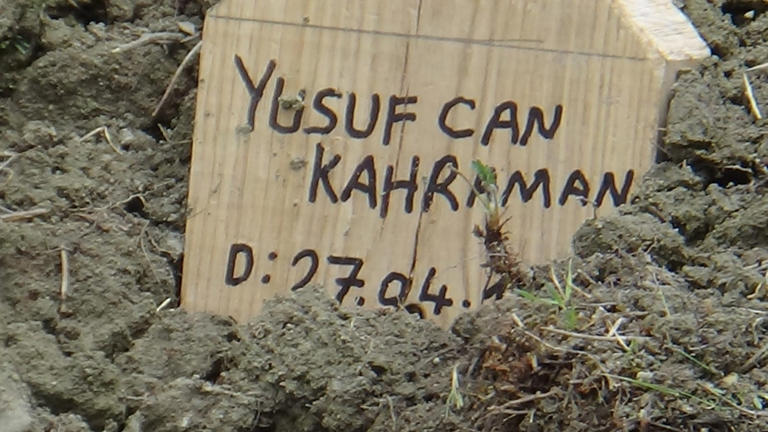 YUSUF CAN
KAHRAMAN
D: 27.04.